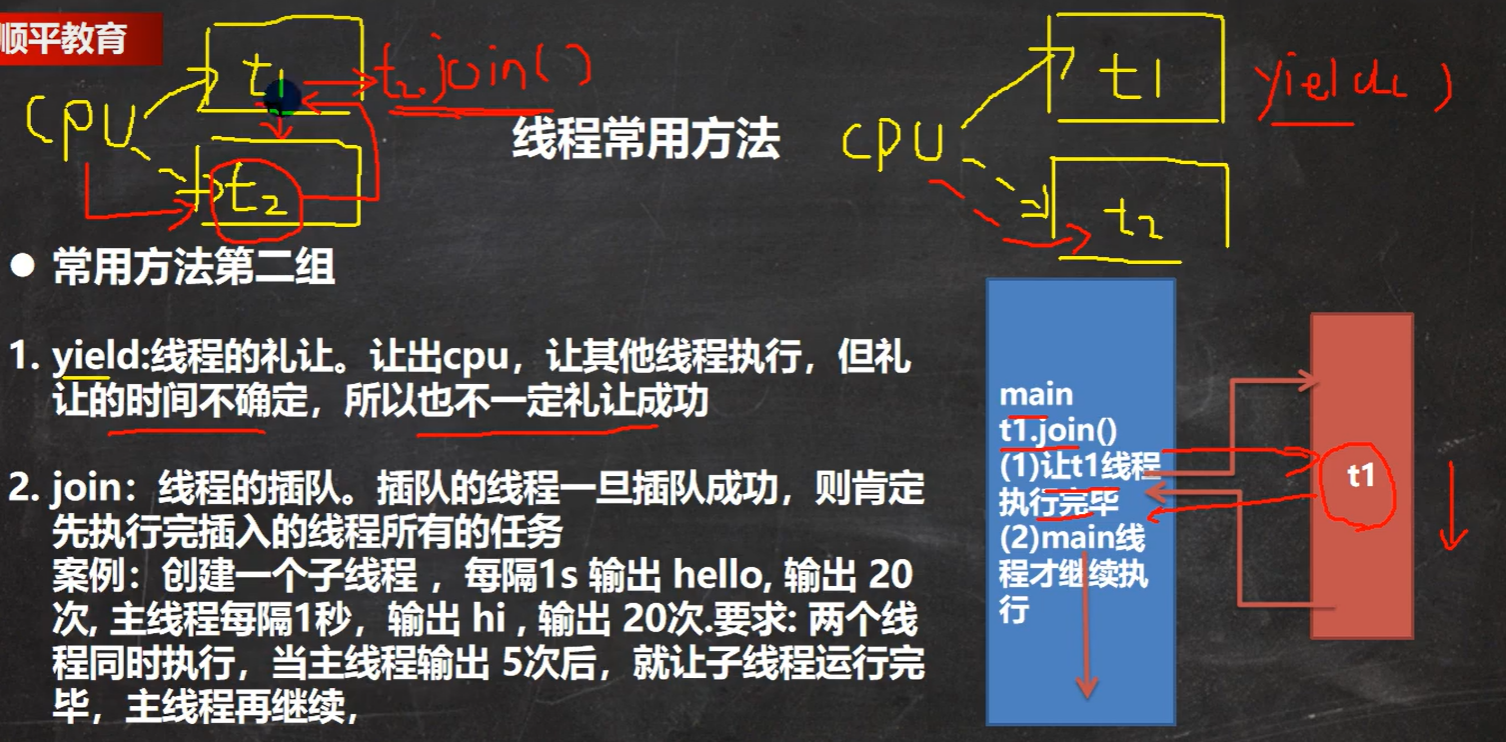 顺平教育
cpu
t1
t2.join()
t2
线程常用方法
cpu
t1
yield()
t2
● 常用方法第二组
1. yield:线程的礼让。让出cpu，让其他线程执行，但礼
让的时间不确定，所以也不一定礼让成功
2. join：线程的插队。插队的线程一旦插队成功，则肯定
先执行完插入的线程所有的任务
案例：创建一个子线程 ，每隔1s 输出 hello, 输出 20
次, 主线程每隔1秒，输出 hi , 输出 20次.要求: 两个线
程同时执行，当主线程输出 5次后，就让子线程运行完
毕，主线程再继续，
main
t1.join()
(1)让t1线程
执行完毕
(2)main线
程才继续执
行
t1